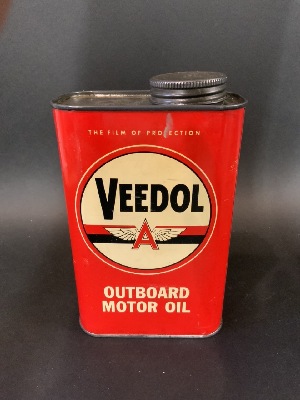 THE FILM OF PROTECTION
VEEDOL
A
OUTBOARD
MOTOR OIL